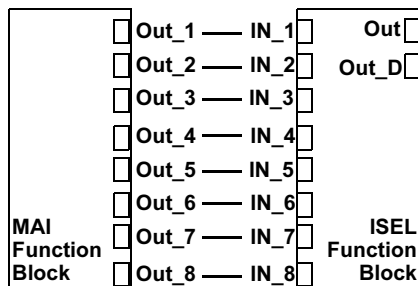 Out_1 IN_1 Out
Out_2 IN_2 Out_D
Out_3 IN_3
Out_4 IN_4
Out_5 IN_5
Out_6 IN_6
Out_7 IN_7
Out_8 IN_8
MAI
Function
Block
ISEL
Function
Block